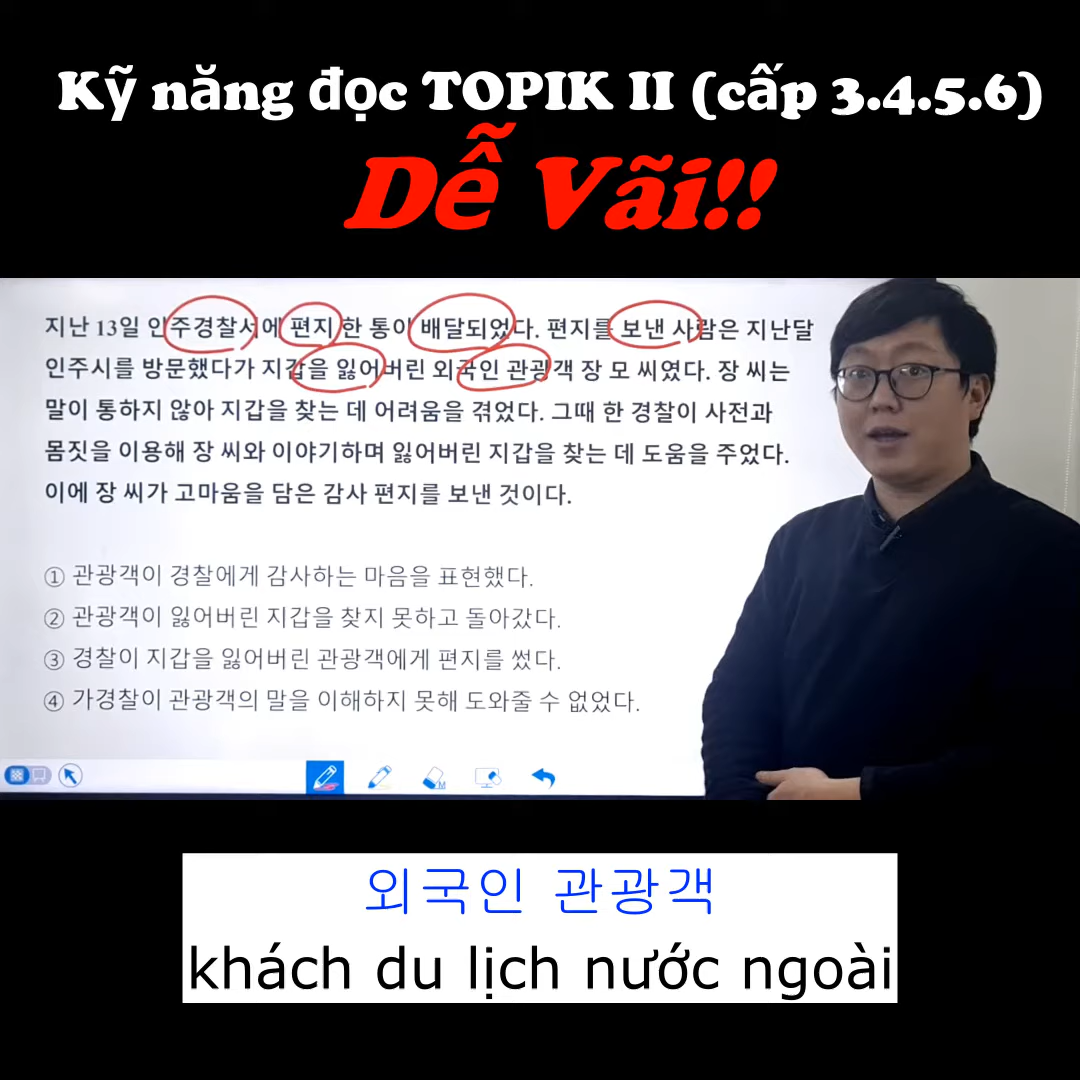 Kỹ năng đọc TOPIK II (cấp 3.4.5.6)
Dễ Vãi!!
지난 13일 인주경찰서에 편지 한 통이 배달되었다. 편지를 보낸 사람은 지난달
인주시를 방문했다가 지갑을 잃어버린 외국인 관광객 장 모 씨였다. 장 씨는
말이 통하지 않아 지갑을 찾는 데 어려움을 겪었다. 그때 한 경찰이 사전과
몸짓을 이용해 장 씨와 이야기하며 잃어버린 지갑을 찾는 데 도움을 주었다.
이에 장 씨가 고마움을 담은 감사 편지를 보낸 것이다.
① 관광객이 경찰에게 감사하는 마음을 표현했다.
② 관광객이 잃어버린 지갑을 찾지 못하고 돌아갔다.
③ 경찰이 지갑을 잃어버린 관광객에게 편지를 썼다.
④ 가경찰이 관광객의 말을 이해하지 못해 도와줄 수 없었다.
외국인 관광객
khách du lịch nước ngoài